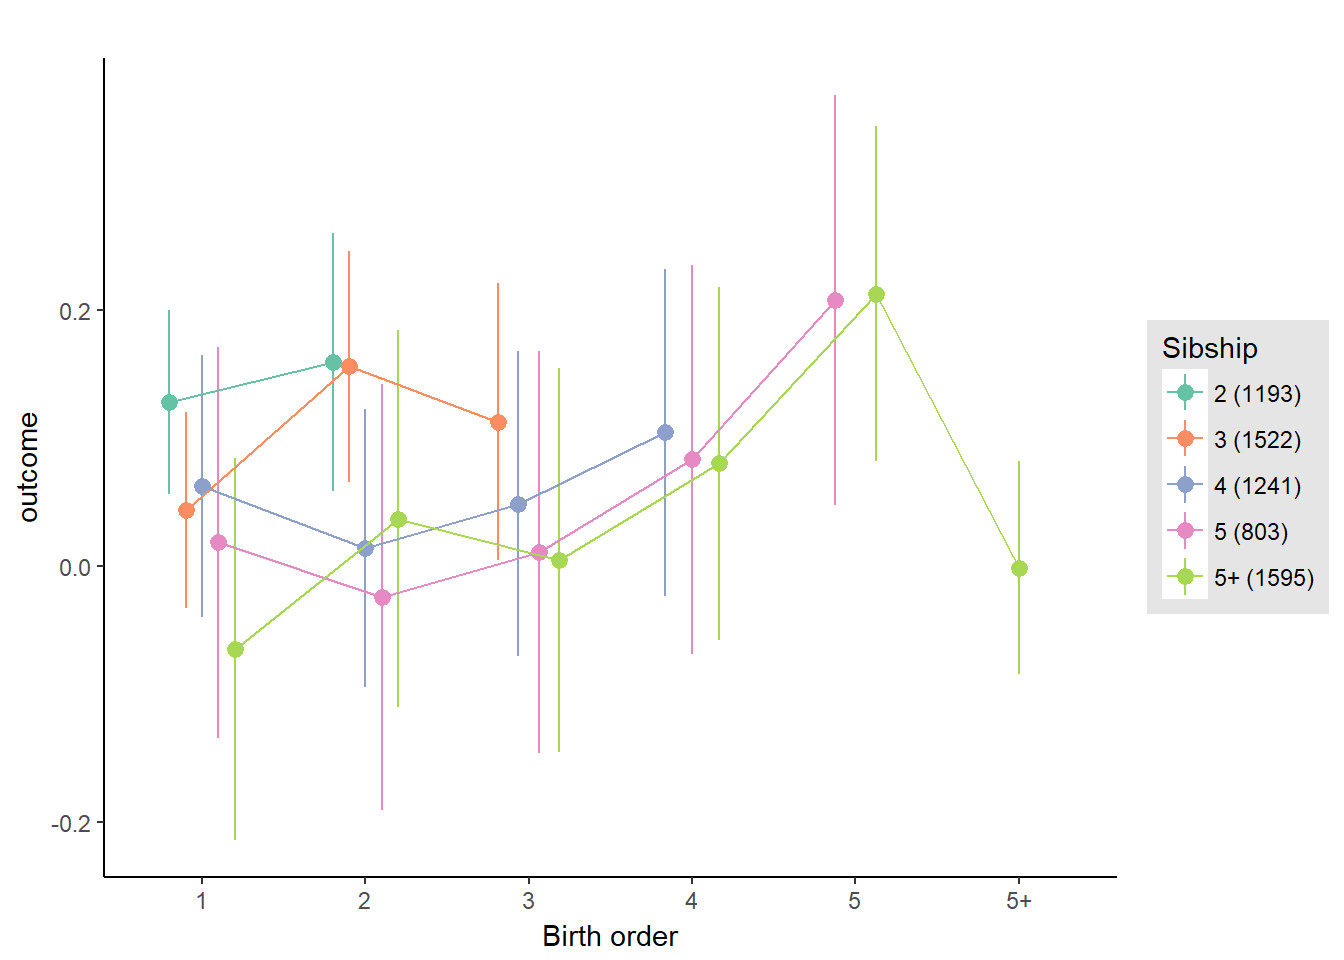 outcome
0.2
0.0
-0.2
1 2 3 4 5 5+
Birth order
Sibship
2 (1193)
3 (1522)
4 (1241)
5 (803)
5+ (1595)